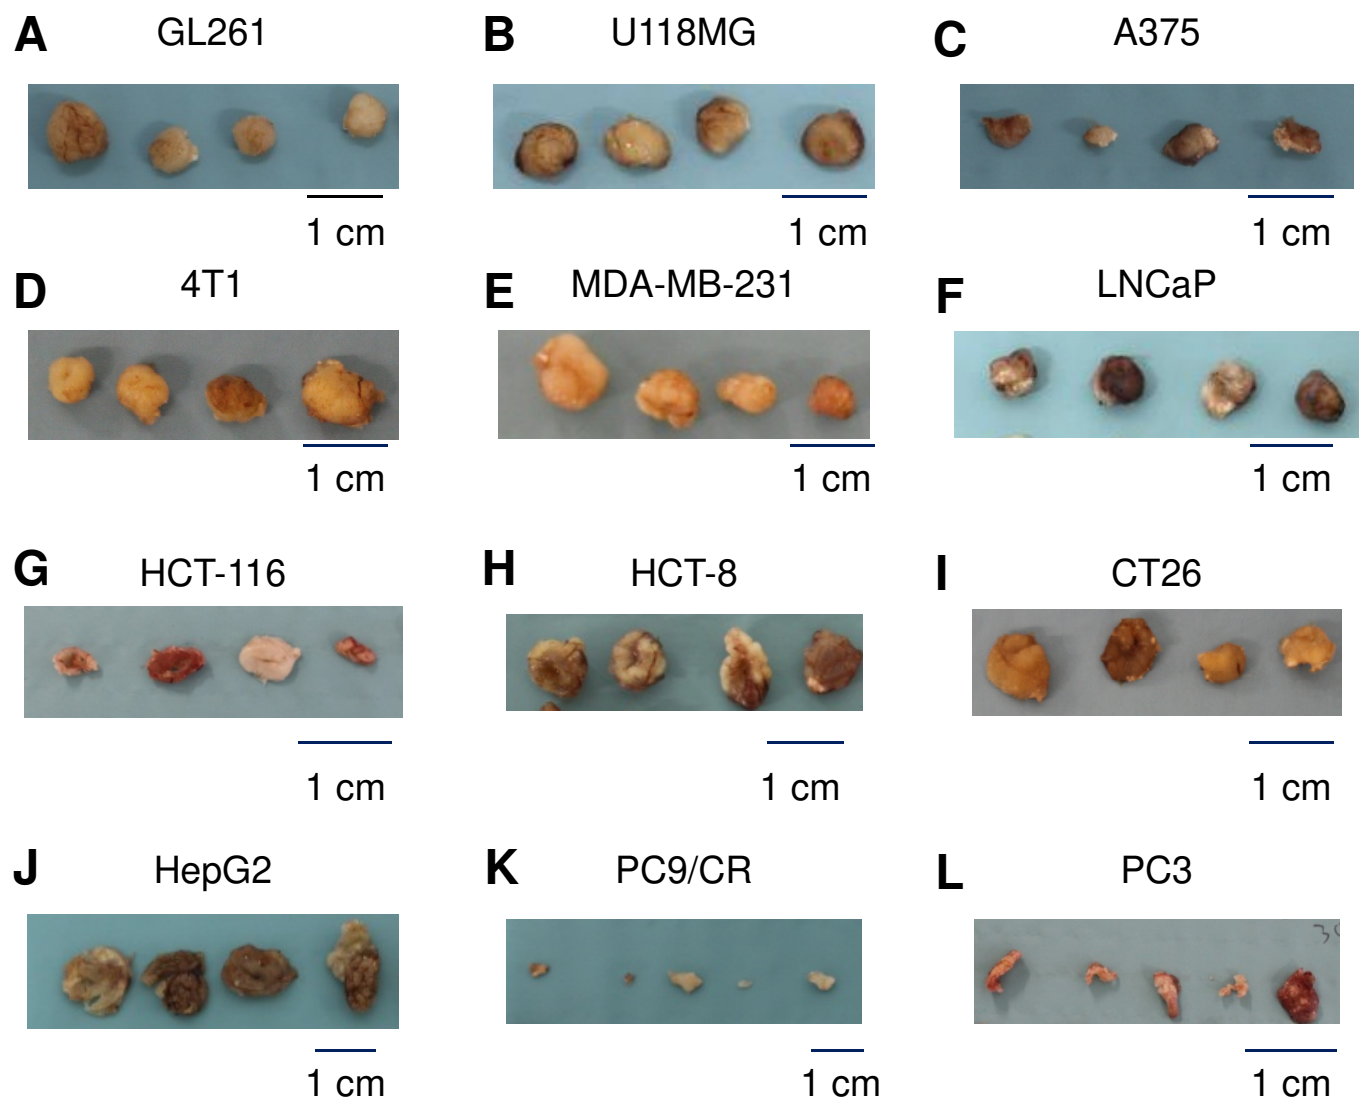 A GL261
B U118MG
C A375
1 cm
1 cm
1 cm
D 4T1
E MDA-MB-231
F LNCaP
1 cm
1 cm
1 cm
G HCT-116
H HCT-8
I CT26
1 cm
1 cm
1 cm
J HepG2
K PC9/CR
L PC3
1 cm
1 cm
1 cm